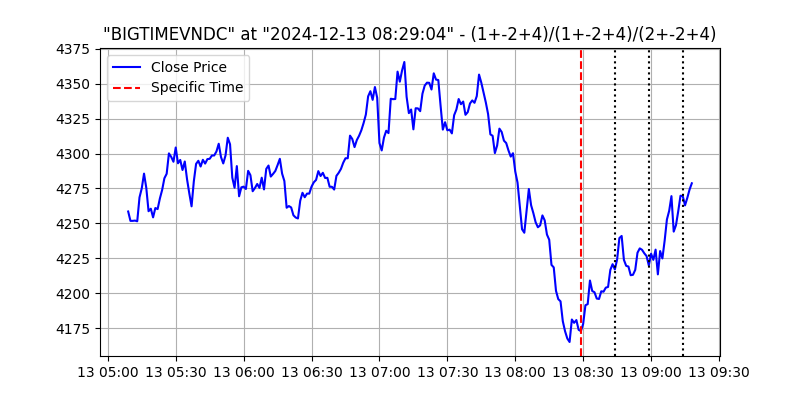 "BIGTIMEVNDC" at "2024-12-13 08:29:04" - (1+-2+4)/(1+-2+4)/(2+-2+4)
Close Price
Specific Time
4375
4350
4325
4300
4275
4250
4225
4200
4175
13 05:00 13 05:30 13 06:00 13 06:30 13 07:00 13 07:30 13 08:00 13 08:30 13 09:00 13 09:30